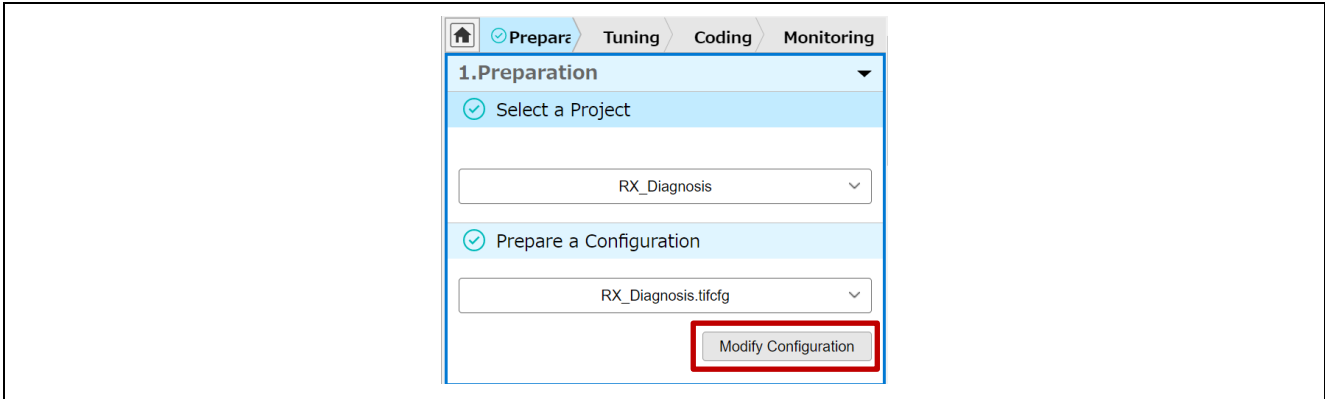 Prepara Tuning Coding Monitoring
1.Preparation
Select a Project
RX_Diagnosis
Prepare a Configuration
RX_Diagnosis.tifcfg
Modify Configuration